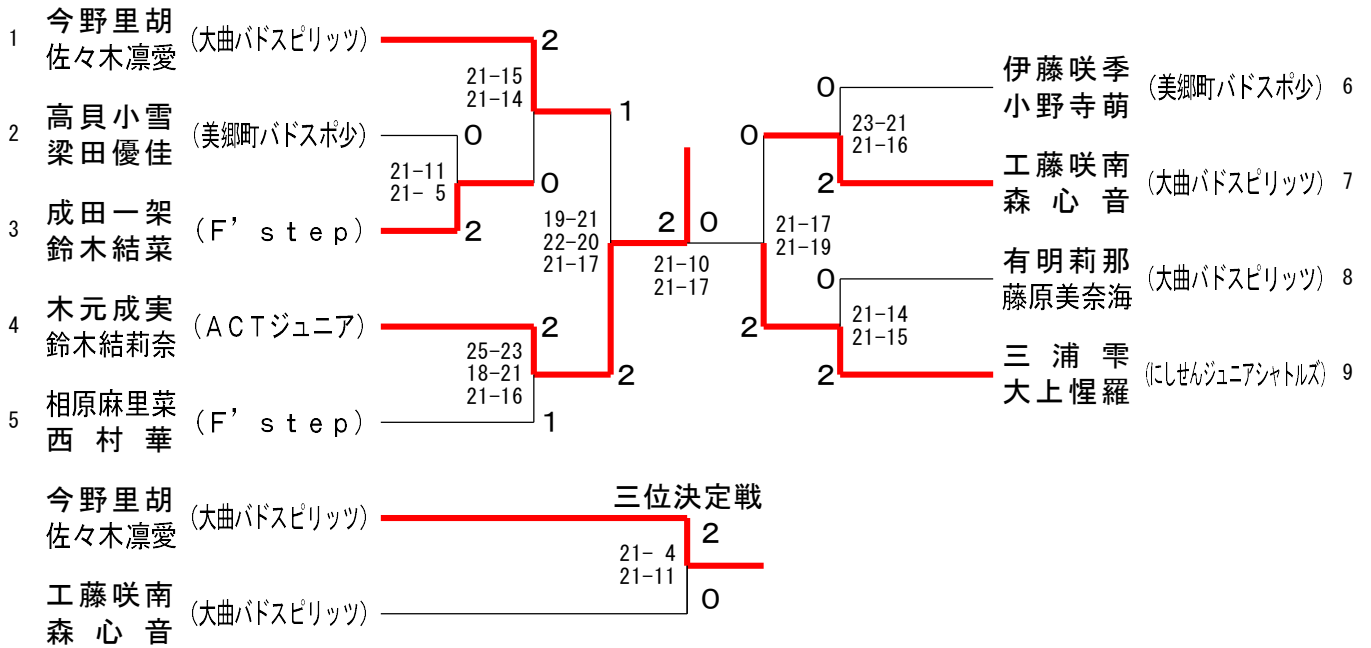 1 今野里胡 佐々木凛愛 (大曲バドスピリッツ) 2
21-15
21-14
1
2 高貝小雪 梁田優佳 (美郷町バドスポ少) 0
21-11
21- 5
0
3 成田一架 鈴木結菜 (F’step) 2
19-21
22-20
21-17
4 木元成実 鈴木結莉奈 (ACTジュニア) 2
25-23
18-21
21-16
2
5 相原麻里菜 西村華 (F’step) 1
2 0
21-10
21-17
0 伊藤咲季 小野寺萌 (美郷町バドスポ少) 6
0
23-21
21-16
2 工藤咲南 森心音 (大曲バドスピリッツ) 7
21-17
21-19
0 有明莉那 藤原美奈海 (大曲バドスピリッツ) 8
2
21-14
21-15
2 三浦雫 大上惺羅 (にしせんジュニアシャトルズ) 9
三位決定戦
今野里胡 佐々木凛愛 (大曲バドスピリッツ) 2
21- 4
21-11
工藤咲南 森心音 (大曲バドスピリッツ) 0